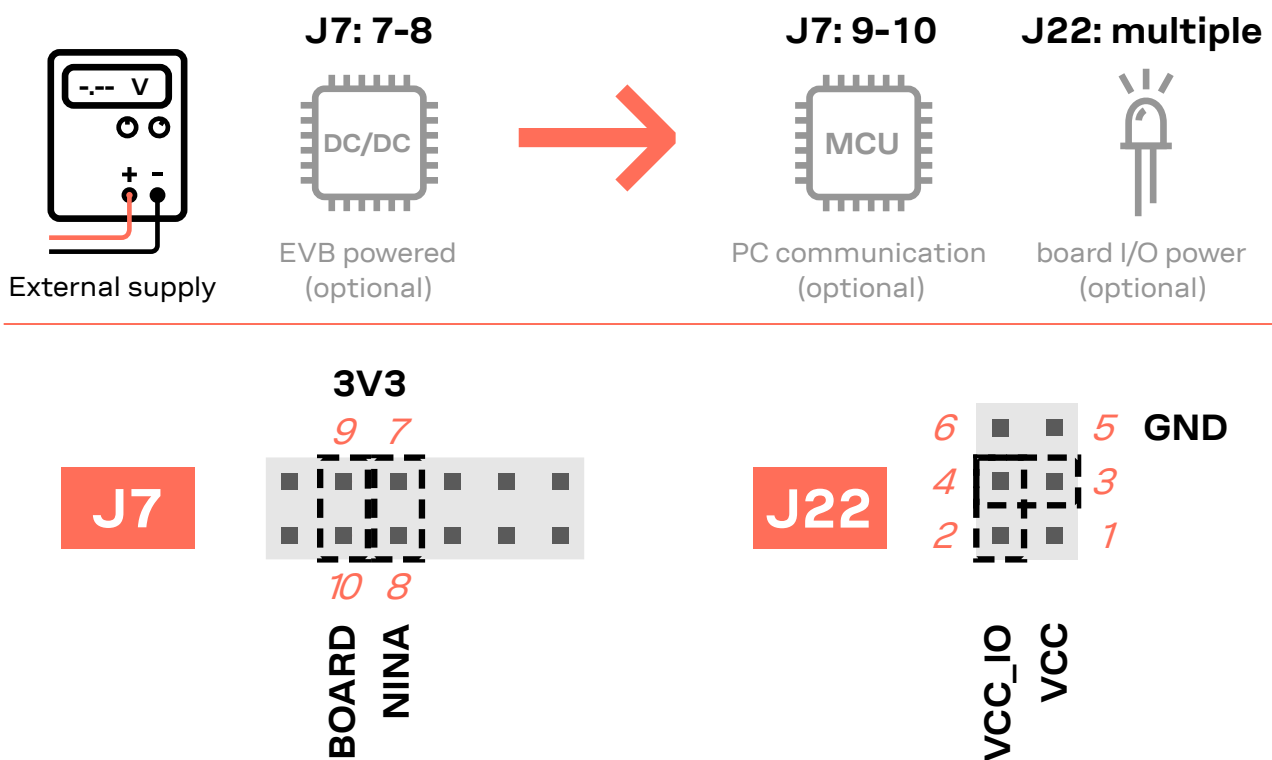 J7: 7-8
J7: 9-10
J22: multiple
-.-- V
+ -
DC/DC
MCU
External supply
EVB powered
(optional)
PC communication
(optional)
board I/O power
(optional)
3V3
9 7
J7
10 8
BOARD
NINA
6 5 GND
4 3
J22
2 1
VCC_IO
VCC